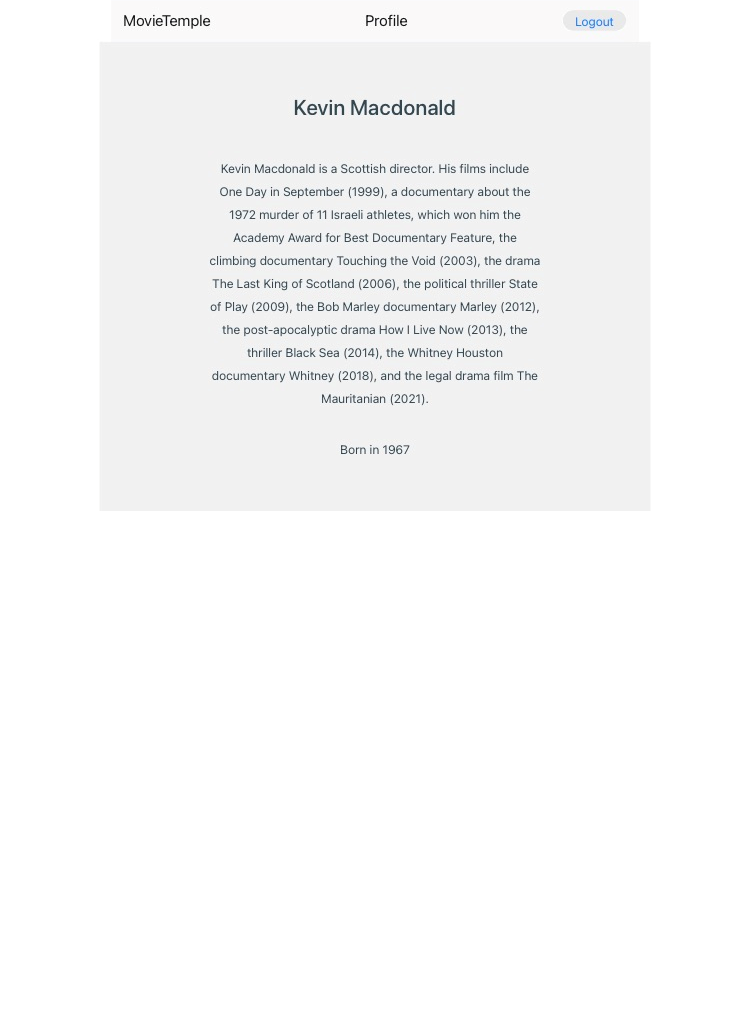 MovieTemple
Profile
Logout
Kevin Macdonald
Kevin Macdonald is a Scottish director. His films include
One Day in September (1999), a documentary about the
1972 murder of 11 Israeli athletes, which won him the
Academy Award for Best Documentary Feature, the
climbing documentary Touching the Void (2003), the drama
The Last King of Scotland (2006), the political thriller State
of Play (2009), the Bob Marley documentary Marley (2012),
the post-apocalyptic drama How I Live Now (2013), the
thriller Black Sea (2014), the Whitney Houston
documentary Whitney (2018), and the legal drama film The
Mauritanian (2021).
Born in 1967